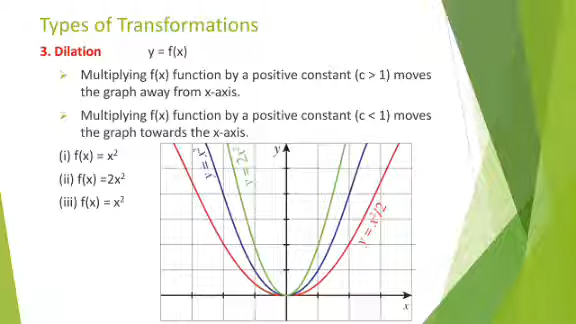 Types of Transformations
3. Dilation y = f(x)
➢ Multiplying f(x) function by a positive constant (c > 1) moves
the graph away from x-axis.
➢ Multiplying f(x) function by a positive constant (c < 1) moves
the graph towards the x-axis.
(i) f(x) = x²
(ii) f(x) =2x²
(iii) f(x) = x²
y = x²
y = 2x²
y
y = x²/2
x